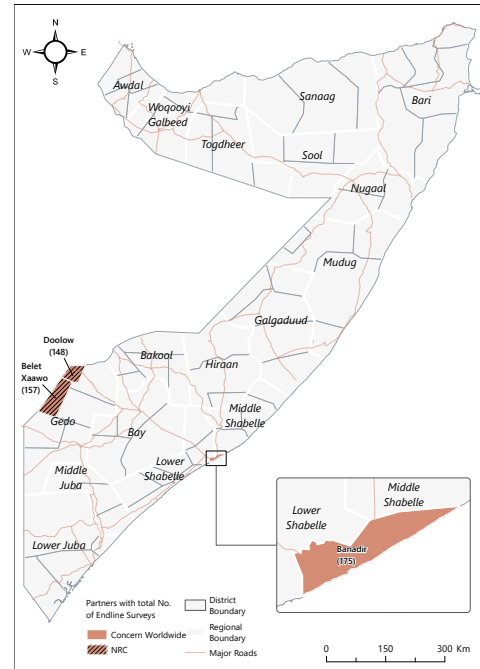 N
W E
S
Awdal
Woqooyi
Galbeed
Togdheer
Sanaag
Sool
Bari
Nugaal
Mudug
Galgaduud
Doolow
(148)
Belet
Xaawo
(157)
Bakool
Hiraan
Gedo
Bay
Middle
Shabelle
Lower
Shabelle
Middle
Juba
Lower Juba
Middle
Shabelle
Lower
Shabelle
Banadir
(175)
Partners with total No.
of Endline Surveys
Concern Worldwide
NRC
District
Boundary
Regional
Boundary
Major Roads
0 150 300 Km